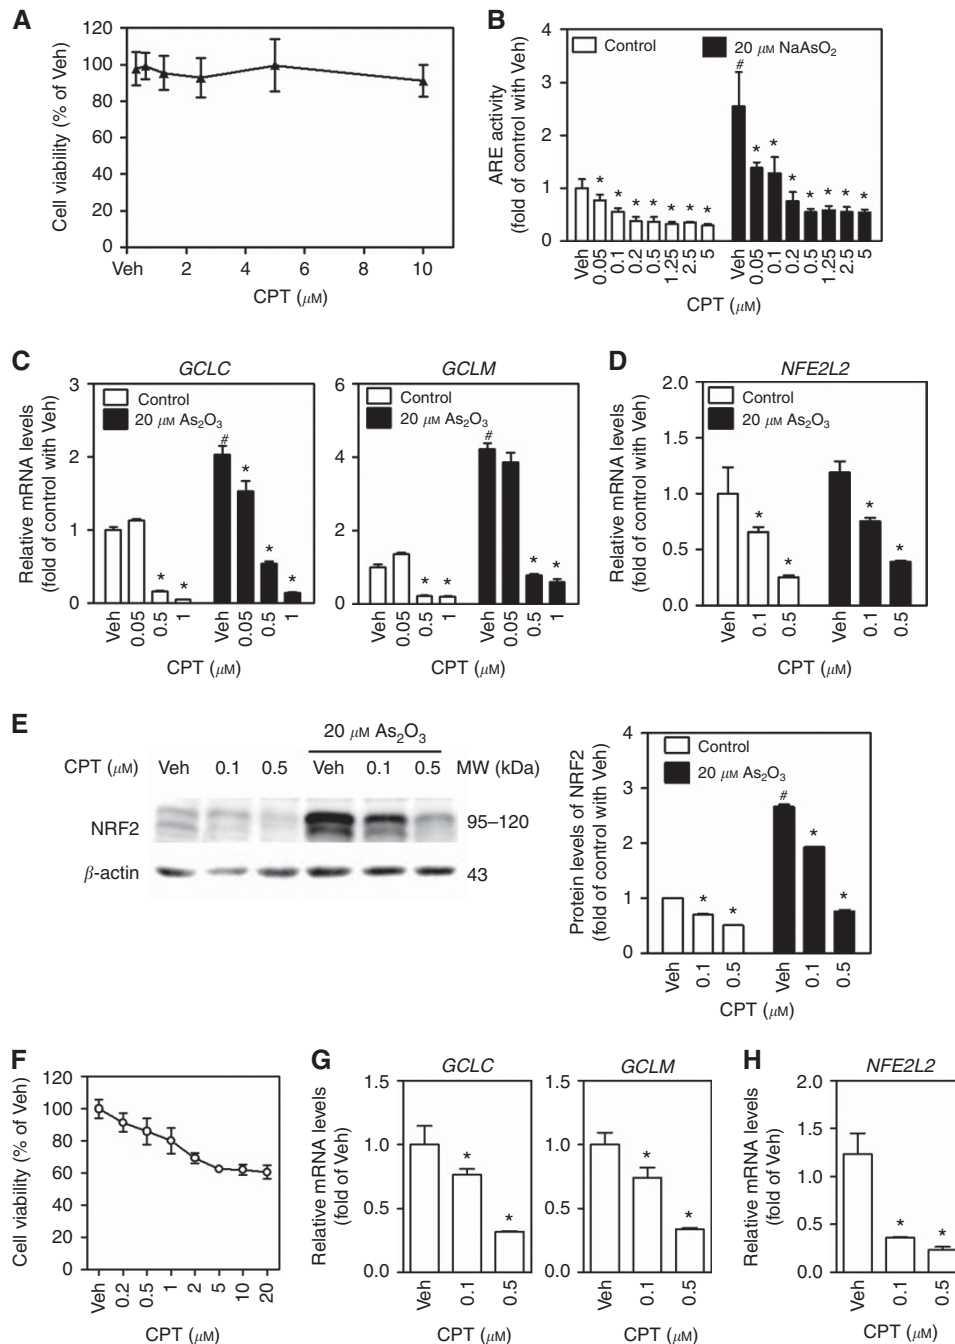 A
Cell viability (% of Veh)
120
100
80
60
40
20
0
Veh 2 4 6 8 10
CPT (μM)
B
ARE activity
(fold of control with Veh)
4
3
2
1
0
Control 20 μM NaAsO2
#
* * * * * * *
* * * * * * *
Veh 0.05 0.1 0.2 0.5 1.25 2.5 5 Veh 0.05 0.1 0.2 0.5 1.25 2.5 5
CPT (μM)
C
Relative mRNA levels
(fold of control with Veh)
GCLC
3
2
1
0
Control
20 μM As2O3
#
* * * * *
Veh 0.05 0.5 1 Veh 0.05 0.5 1
CPT (μM)
GCLM
6
4
2
0
Control
20 μM As2O3
#
* * * *
Veh 0.05 0.5 1 Veh 0.05 0.5 1
CPT (μM)
D
NFE2L2
Relative mRNA levels
(fold of control with Veh)
2.0
1.5
1.0
0.5
0.0
Control
20 μM As2O3
* * * *
Veh 0.1 0.5 Veh 0.1 0.5
CPT (μM)
E
20 μM As2O3
CPT (μM) Veh 0.1 0.5 Veh 0.1 0.5 MW (kDa)
NRF2 95–120
β-actin 43
Protein levels of NRF2
(fold of control with Veh)
4
3
2
1
0
Control
20 μM As2O3
#
* * * *
Veh 0.1 0.5 Veh 0.1 0.5
CPT (μM)
F
Cell viability (% of Veh)
120
100
80
60
40
20
0
Veh 0.2 0.5 1 2 5 10 20
CPT (μM)
G
Relative mRNA levels
(fold of Veh)
GCLC
1.5
1.0
0.5
0.0
* *
Veh 0.1 0.5
CPT (μM)
GCLM
1.5
1.0
0.5
0.0
* *
Veh 0.1 0.5
CPT (μM)
H
NFE2L2
Relative mRNA levels
(fold of Veh)
2.0
1.5
1.0
0.5
0.0
* *
Veh 0.1 0.5
CPT (μM)